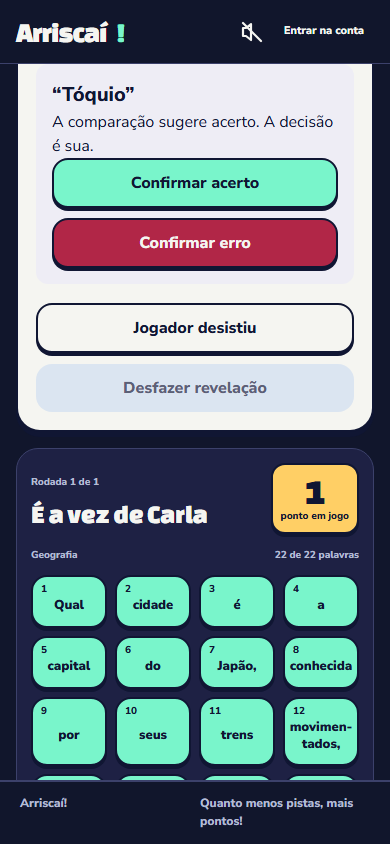 Arriscaí !
Entrar na conta
“Tóquio”
A comparação sugere acerto. A decisão
é sua.
Confirmar acerto
Confirmar erro
Jogador desistiu
Desfazer revelação
Rodada 1 de 1
É a vez de Carla
1
ponto em jogo
Geografia
22 de 22 palavras
1
Qual
2
cidade
3
é
4
a
5
capital
6
do
7
Japão,
8
conhecida
9
por
10
seus
11
trens
12
movimen-
tados,
Arriscaí!
Quanto menos pistas, mais
pontos!